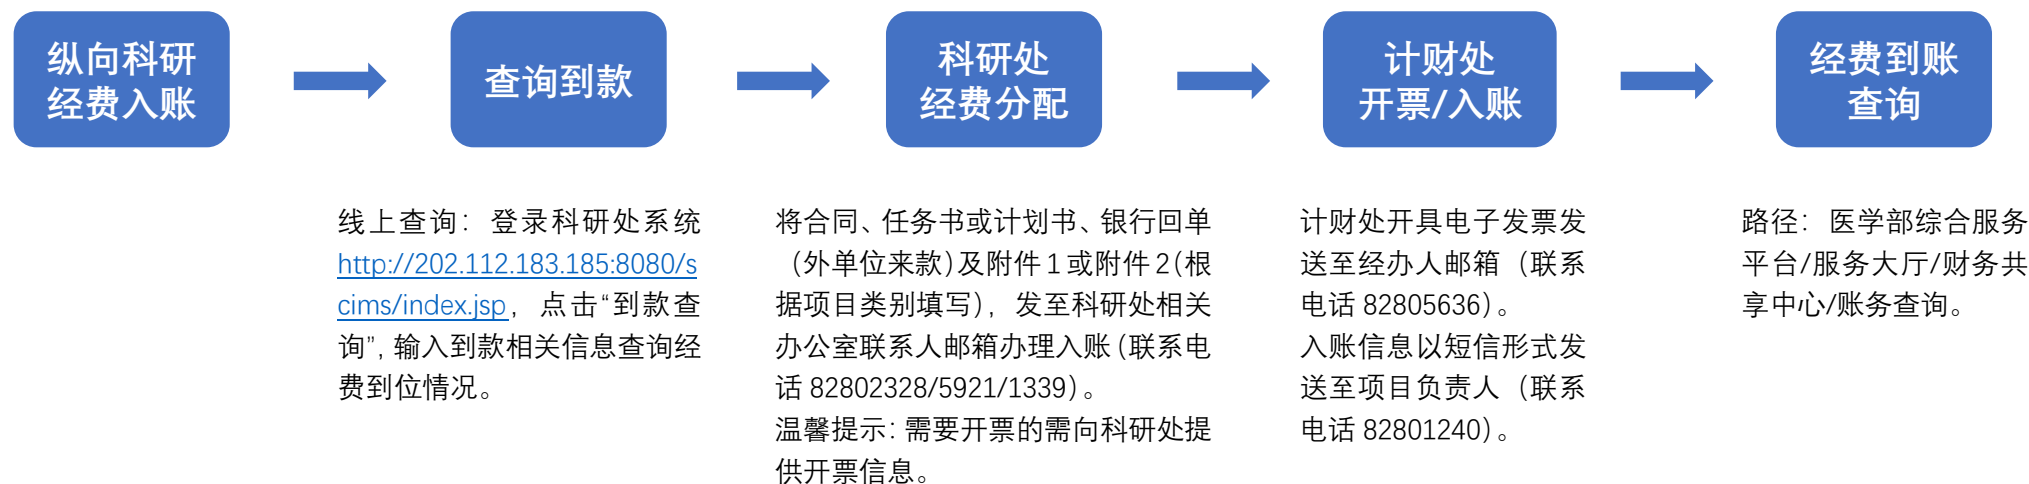 纵向科研
经费入账
查询到款
科研处
经费分配
计财处
开票/入账
经费到账
查询
线上查询：登录科研处系统
http://202.112.183.185:8080/s
cims/index.jsp，点击“到款查
询”，输入到款相关信息查询经
费到位情况。
将合同、任务书或计划书、银行回单
（外单位来款）及附件1或附件2（根
据项目类别填写），发至科研处相关
办公室联系人邮箱办理入账（联系电
话 82802328/5921/1339）。
温馨提示：需要开票的需向科研处提
供开票信息。
计财处开具电子发票发
送至经办人邮箱（联系
电话 82805636）。
入账信息以短信形式发
送至项目负责人（联系
电话 82801240）。
路径：医学部综合服务
平台/服务大厅/财务共
享中心/账务查询。